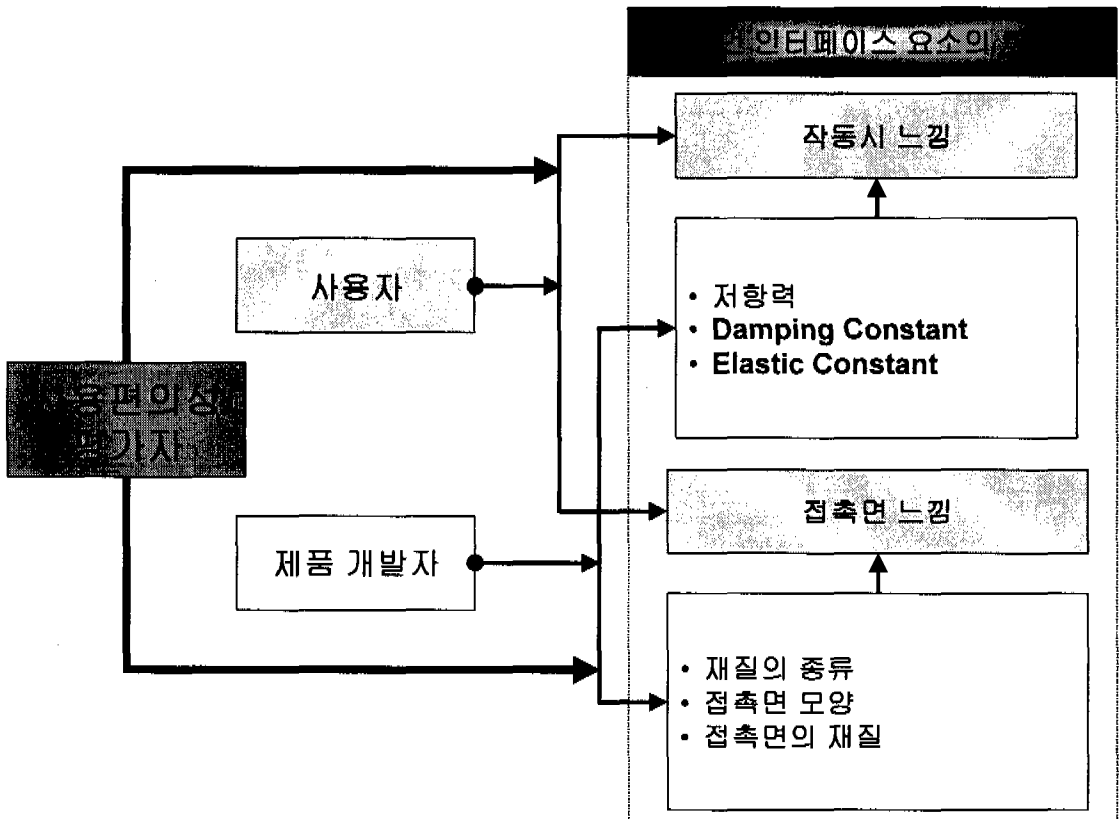 인터페이스 요소의
작동시 느낌
사용자
• 저항력
• Damping Constant
• Elastic Constant
용편의성
평가자
접촉면 느낌
제품 개발자
• 재질의 종류
• 접촉면 모양
• 접촉면의 재질